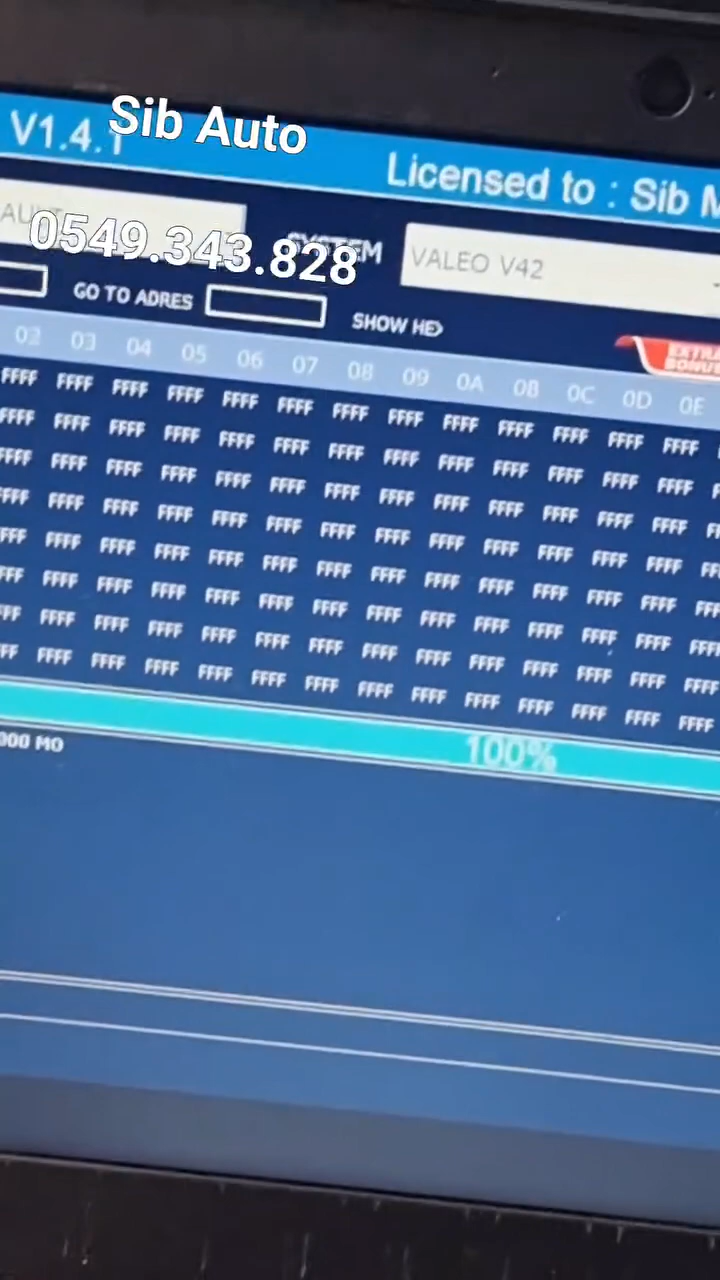 Sib Auto
V1.4.1
Licensed to : Sib M
0549.343.828
SYSTEM
VALEO V42
GO TO ADRES
SHOW HEX
EXTRA
BONUS
02 03 04 05 06 07 08 09 0A 0B 0C 0D 0E
FFFF FFFF FFFF FFFF FFFF FFFF FFFF FFFF FFFF FFFF FFFF FFFF FFFF
FFFF FFFF FFFF FFFF FFFF FFFF FFFF FFFF FFFF FFFF FFFF FFFF FFFF
FFFF FFFF FFFF FFFF FFFF FFFF FFFF FFFF FFFF FFFF FFFF FFFF FFFF
FFFF FFFF FFFF FFFF FFFF FFFF FFFF FFFF FFFF FFFF FFFF FFFF FFFF
FFFF FFFF FFFF FFFF FFFF FFFF FFFF FFFF FFFF FFFF FFFF FFFF FFFF
FFFF FFFF FFFF FFFF FFFF FFFF FFFF FFFF FFFF FFFF FFFF FFFF
FFFF FFFF FFFF FFFF FFFF FFFF FFFF FFFF FFFF FFFF FFFF FFFF
FFFF FFFF FFFF FFFF FFFF FFFF FFFF FFFF FFFF FFFF FFFF FFFF FFFF
000 MO
100%